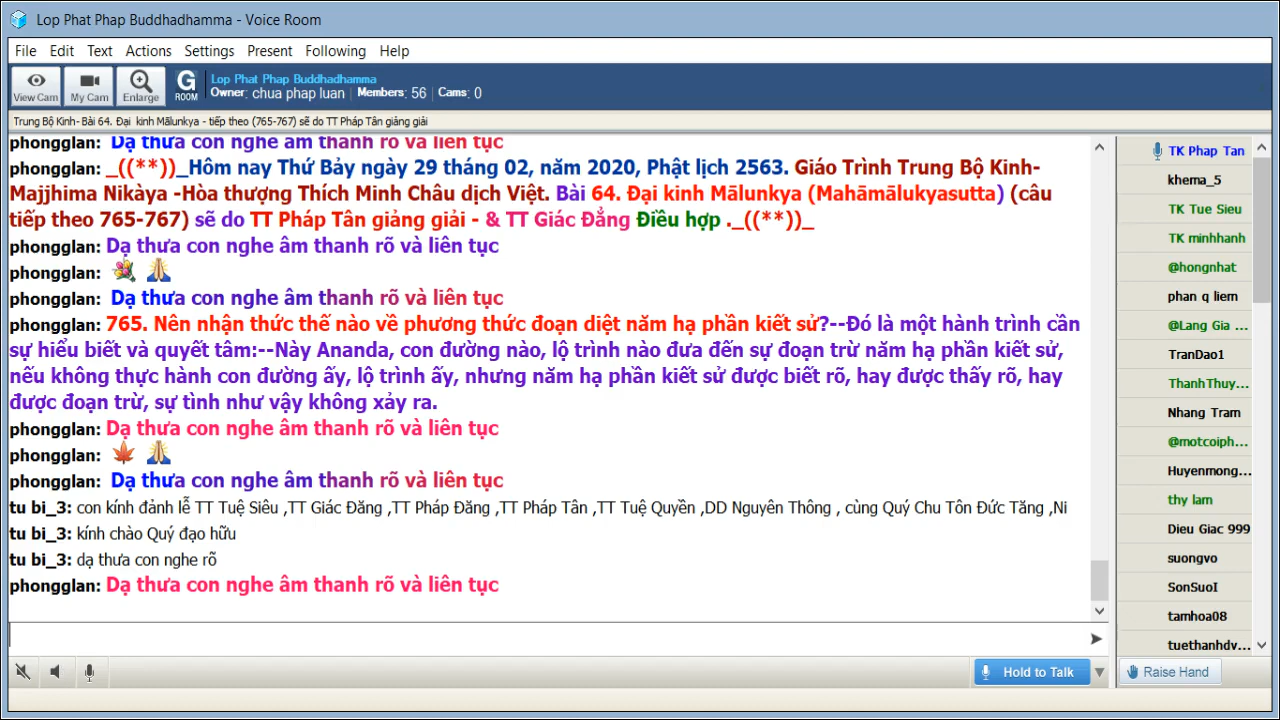 Lop Phat Phap Buddhadhamma - Voice Room
File Edit Text Actions Settings Present Following Help
View Cam My Cam Enlarge G ROOM
Lop Phat Phap Buddhadhamma
Owner: chua phap luan Members: 56 Cams: 0
Trung Bộ Kinh- Bài 64. Đại kinh Mālunkya - tiếp theo (765-767) sẽ do TT Pháp Tân giảng giải
phongglan: Dạ thưa con nghe âm thanh rõ và liên tục
phongglan: _((**))_Hôm nay Thứ Bảy ngày 29 tháng 02, năm 2020, Phật lịch 2563. Giáo Trình Trung Bộ Kinh-
Majjhima Nikàya -Hòa thượng Thích Minh Châu dịch Việt. Bài 64. Đại kinh Mālunkya (Mahāmālukyasutta) (câu
tiếp theo 765-767) sẽ do TT Pháp Tân giảng giải - & TT Giác Đẳng Điều hợp ._((**))_
phongglan: Dạ thưa con nghe âm thanh rõ và liên tục
phongglan:
phongglan: Dạ thưa con nghe âm thanh rõ và liên tục
phongglan: 765. Nên nhận thức thế nào về phương thức đoạn diệt năm hạ phần kiết sử?--Đó là một hành trình cần
sự hiểu biết và quyết tâm:--Này Ananda, con đường nào, lộ trình nào đưa đến sự đoạn trừ năm hạ phần kiết sử,
nếu không thực hành con đường ấy, lộ trình ấy, nhưng năm hạ phần kiết sử được biết rõ, hay được thấy rõ, hay
được đoạn trừ, sự tình như vậy không xảy ra.
phongglan: Dạ thưa con nghe âm thanh rõ và liên tục
phongglan:
phongglan: Dạ thưa con nghe âm thanh rõ và liên tục
tu bi_3: con kính đảnh lễ TT Tuệ Siêu ,TT Giác Đăng ,TT Pháp Đăng ,TT Pháp Tân ,TT Tuệ Quyền ,DD Nguyên Thông , cùng Quý Chu Tôn Đức Tăng ,Ni
tu bi_3: kính chào Quý đạo hữu
tu bi_3: dạ thưa con nghe rõ
phongglan: Dạ thưa con nghe âm thanh rõ và liên tục
TK Phap Tan
khema_5
TK Tue Sieu
TK minhhanh
@hongnhat
phan q liem
@Lang Gia ...
TranDao1
ThanhThuy...
Nhang Tram
@motcoiph...
Huyenmong...
thy lam
Dieu Giac 999
suongvo
SonSuoI
tamhoa08
tuethanhdv...
Hold to Talk
Raise Hand